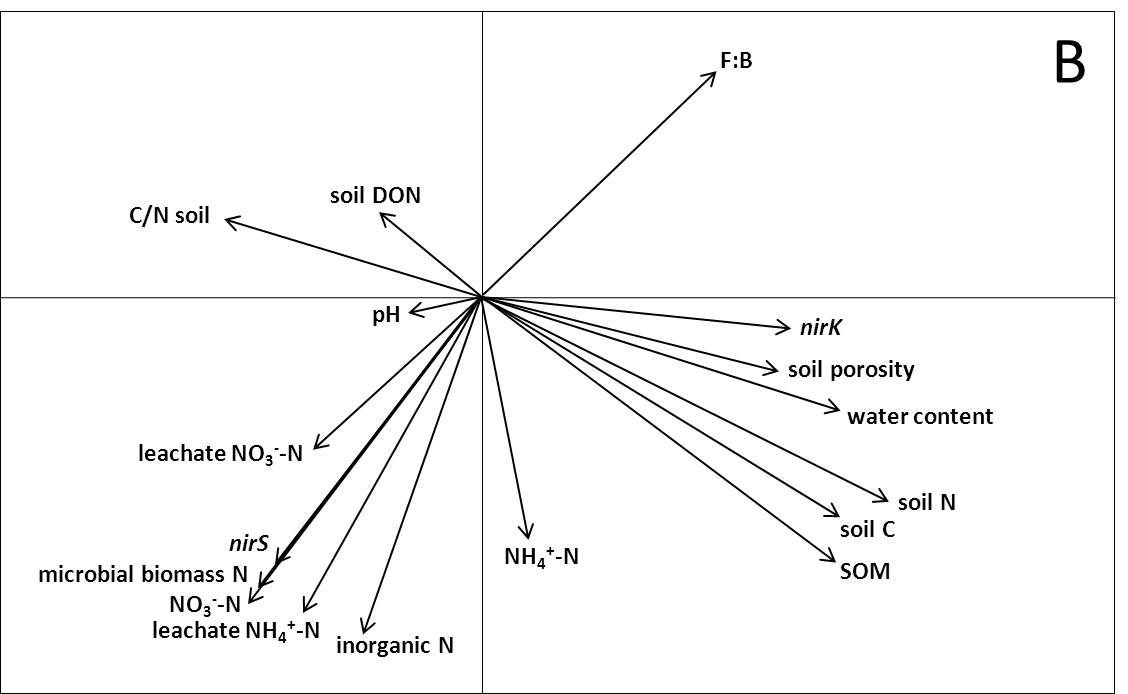 F:B
B
soil DON
C/N soil
pH
nirK
soil porosity
water content
leachate NO₃⁻-N
soil N
soil C
nirS
NH₄⁺-N
SOM
microbial biomass N
NO₃⁻-N
leachate NH₄⁺-N
inorganic N